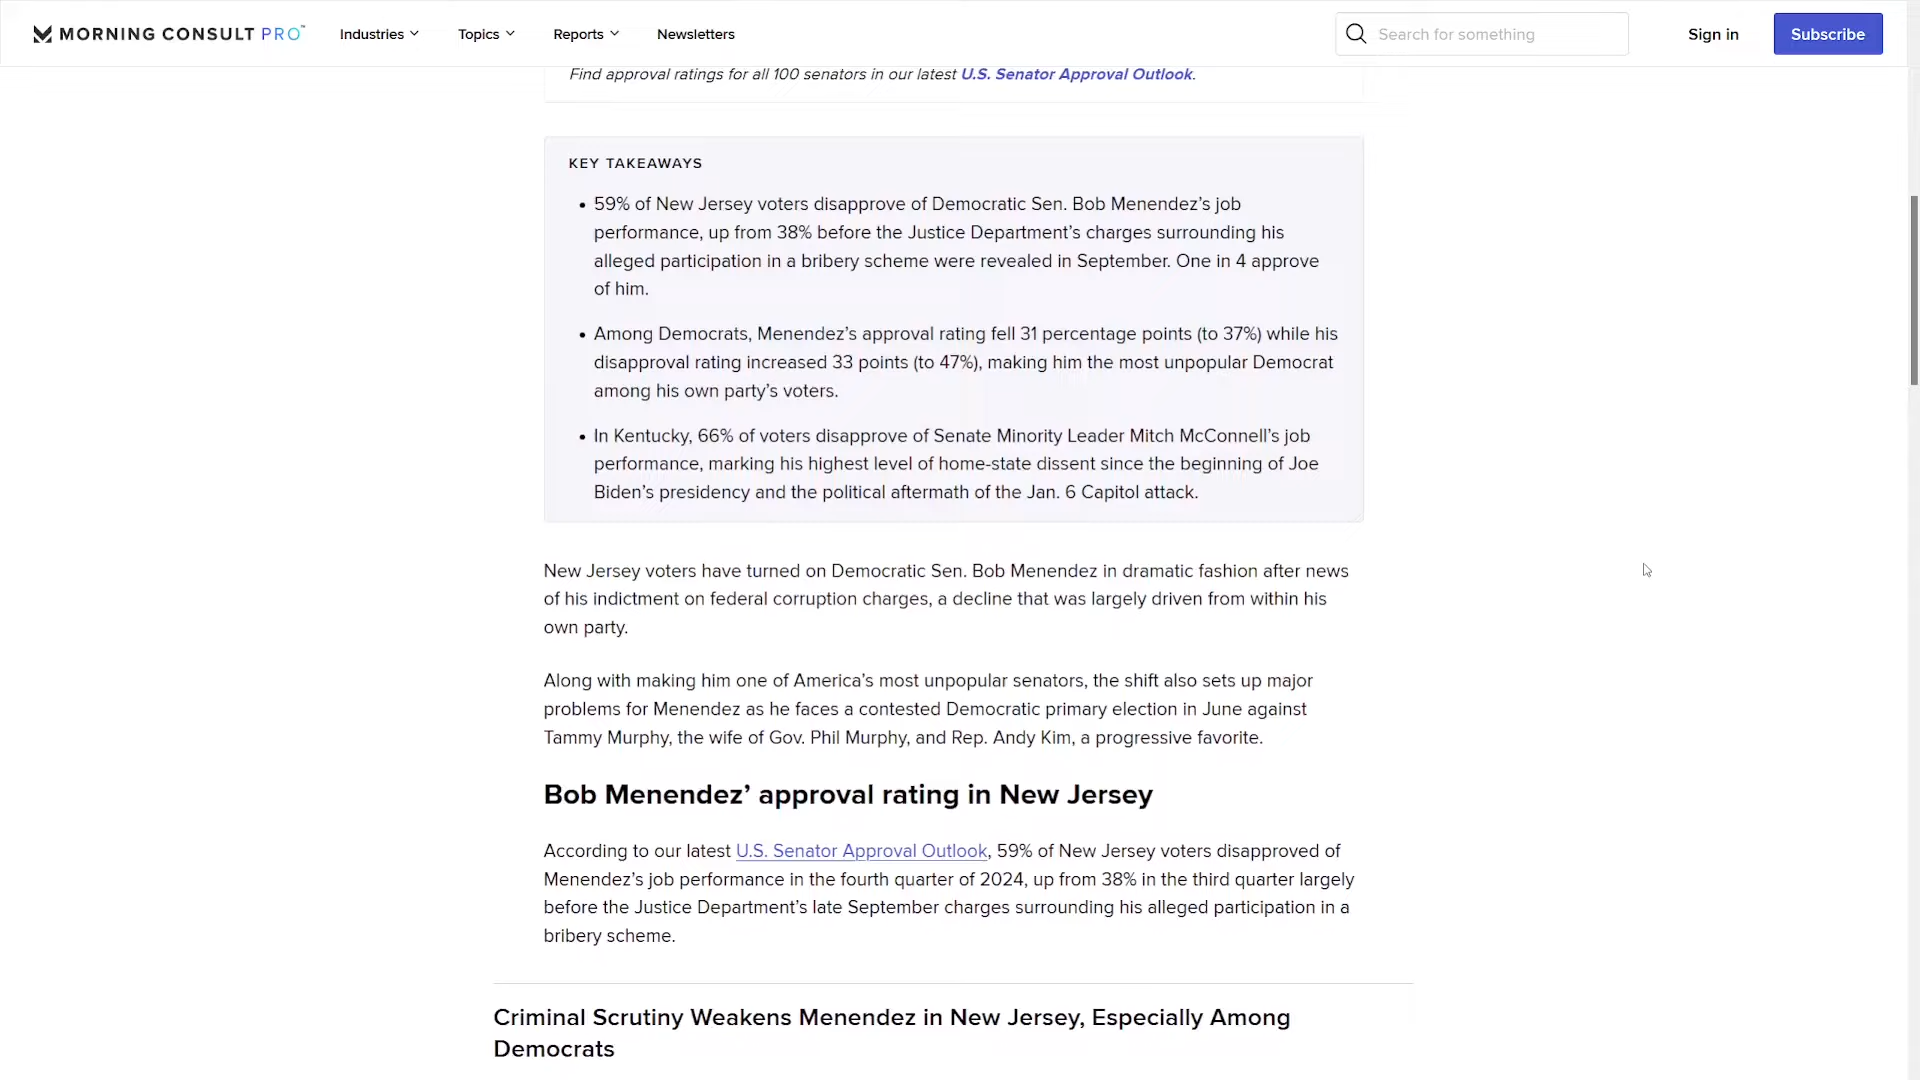 MORNING CONSULT PRO™ Industries Topics Reports Newsletters Search for something Sign in Subscribe
Find approval ratings for all 100 senators in our latest U.S. Senator Approval Outlook.
KEY TAKEAWAYS
• 59% of New Jersey voters disapprove of Democratic Sen. Bob Menendez’s job
performance, up from 38% before the Justice Department’s charges surrounding his
alleged participation in a bribery scheme were revealed in September. One in 4 approve
of him.
• Among Democrats, Menendez’s approval rating fell 31 percentage points (to 37%) while his
disapproval rating increased 33 points (to 47%), making him the most unpopular Democrat
among his own party’s voters.
• In Kentucky, 66% of voters disapprove of Senate Minority Leader Mitch McConnell’s job
performance, marking his highest level of home-state dissent since the beginning of Joe
Biden’s presidency and the political aftermath of the Jan. 6 Capitol attack.
New Jersey voters have turned on Democratic Sen. Bob Menendez in dramatic fashion after news
of his indictment on federal corruption charges, a decline that was largely driven from within his
own party.
Along with making him one of America’s most unpopular senators, the shift also sets up major
problems for Menendez as he faces a contested Democratic primary election in June against
Tammy Murphy, the wife of Gov. Phil Murphy, and Rep. Andy Kim, a progressive favorite.
Bob Menendez’ approval rating in New Jersey
According to our latest U.S. Senator Approval Outlook, 59% of New Jersey voters disapproved of
Menendez’s job performance in the fourth quarter of 2024, up from 38% in the third quarter largely
before the Justice Department’s late September charges surrounding his alleged participation in a
bribery scheme.
Criminal Scrutiny Weakens Menendez in New Jersey, Especially Among
Democrats